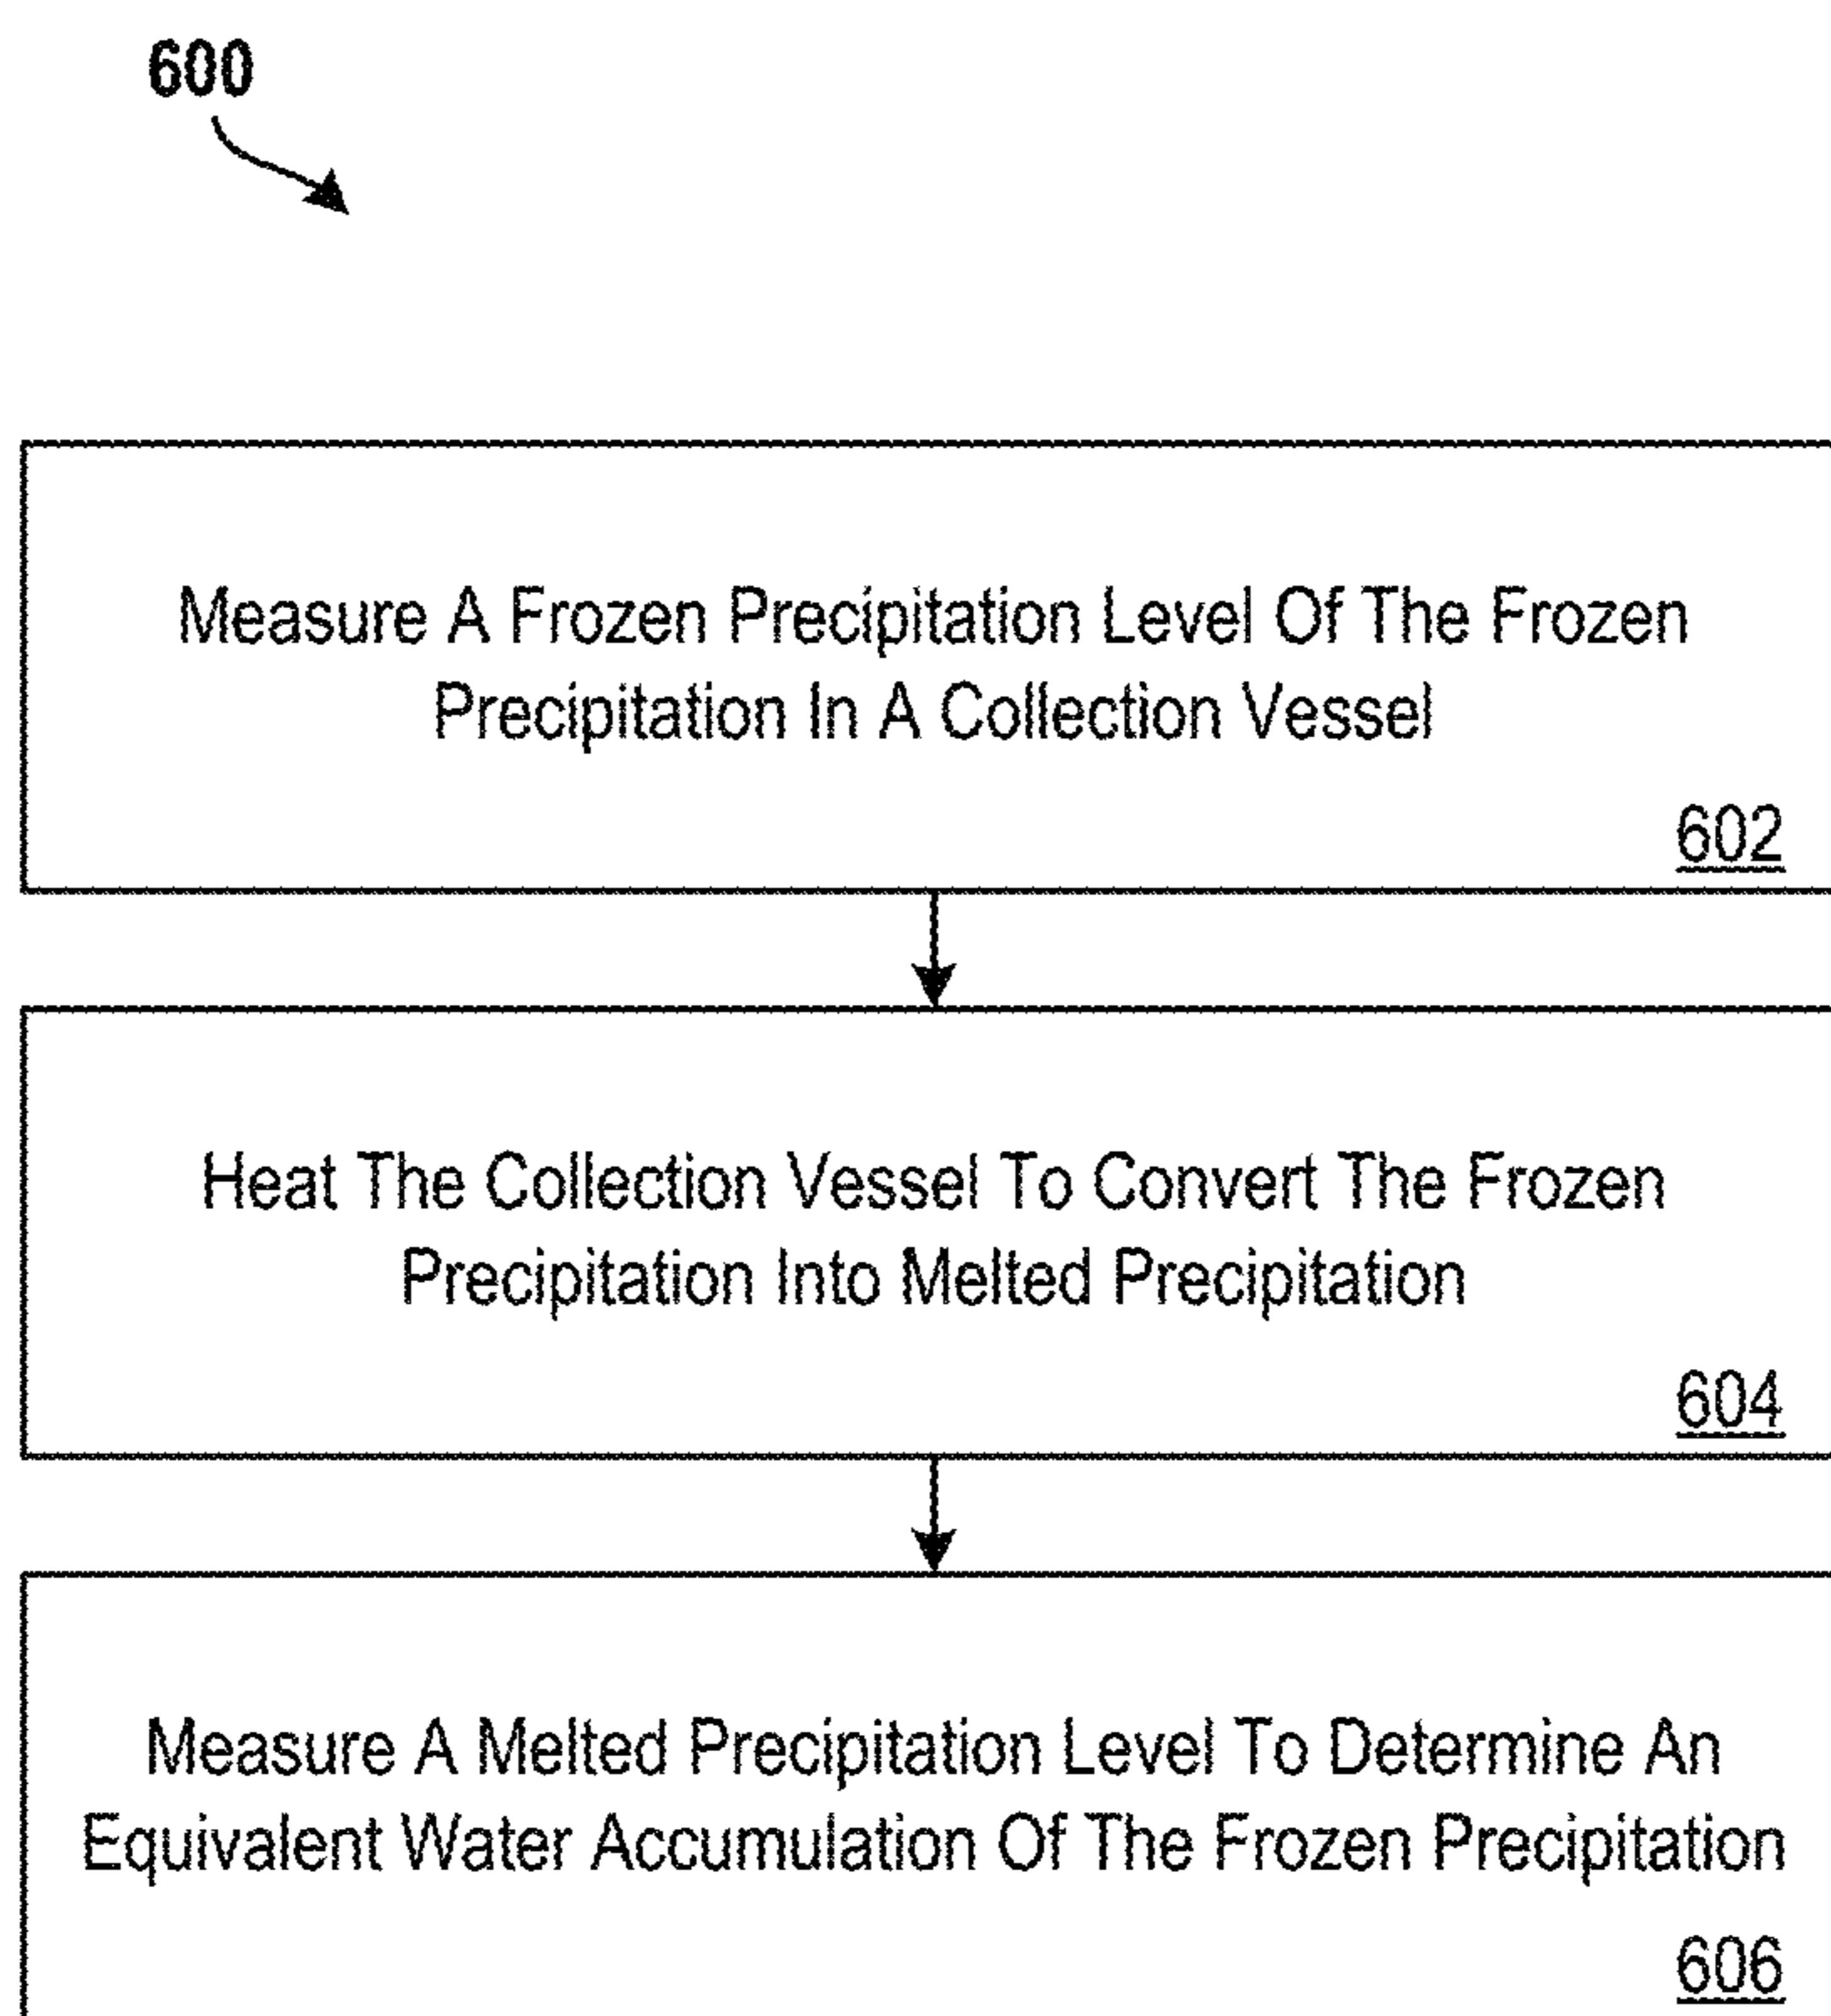 600
Measure A Frozen Precipitation Level Of The Frozen
Precipitation In A Collection Vessel
602
Heat The Collection Vessel To Convert The Frozen
Precipitation Into Melted Precipitation
604
Measure A Melted Precipitation Level To Determine An
Equivalent Water Accumulation Of The Frozen Precipitation
606